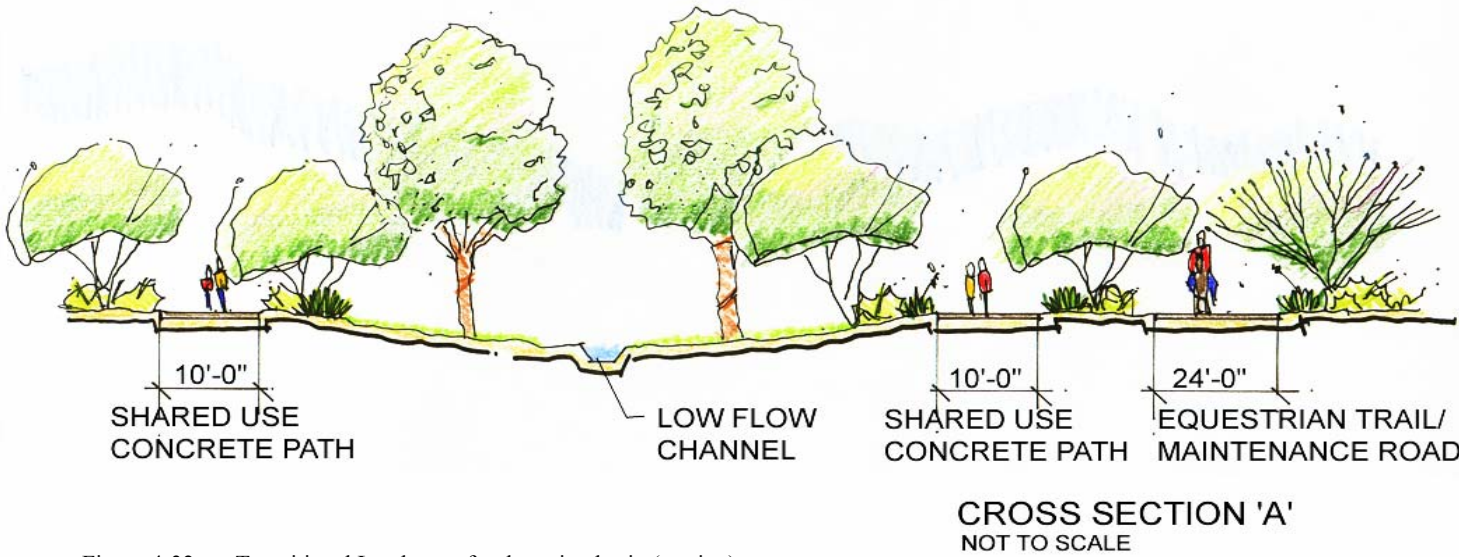 10'-0"
SHARED USE
CONCRETE PATH
LOW FLOW
CHANNEL
10'-0"
SHARED USE
CONCRETE PATH
24'-0"
EQUESTRIAN TRAIL/
MAINTENANCE ROAD
CROSS SECTION 'A'
NOT TO SCALE